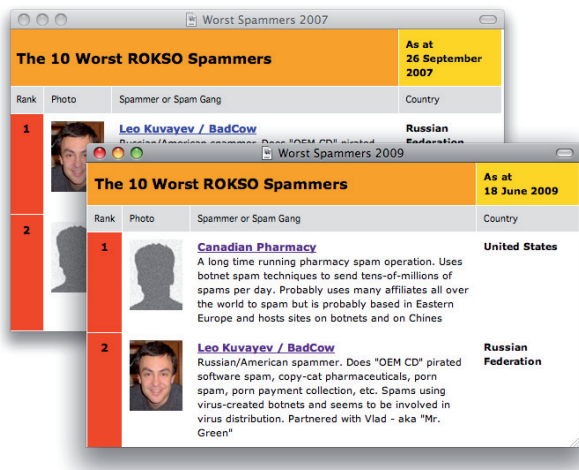 Worst Spammers 2007
The 10 Worst ROKSO Spammers
As at
26 September
2007
Rank Photo Spammer or Spam Gang Country
1
Leo Kuvayev / BadCow
Russian
Russian/American spammer. Does "OEM CD" pirated
Federation
2
Worst Spammers 2009
The 10 Worst ROKSO Spammers
As at
18 June 2009
Rank Photo Spammer or Spam Gang Country
1
Canadian Pharmacy
United States
A long time running pharmacy spam operation. Uses
botnet spam techniques to send tens-of-millions of
spams per day. Probably uses many affiliates all over
the world to spam but is probably based in Eastern
Europe and hosts sites on botnets and on Chines
2
Leo Kuvayev / BadCow
Russian
Federation
Russian/American spammer. Does "OEM CD" pirated
software spam, copy-cat pharmaceuticals, porn
spam, porn payment collection, etc. Spams using
virus-created botnets and seems to be involved in
virus distribution. Partnered with Vlad - aka "Mr.
Green"